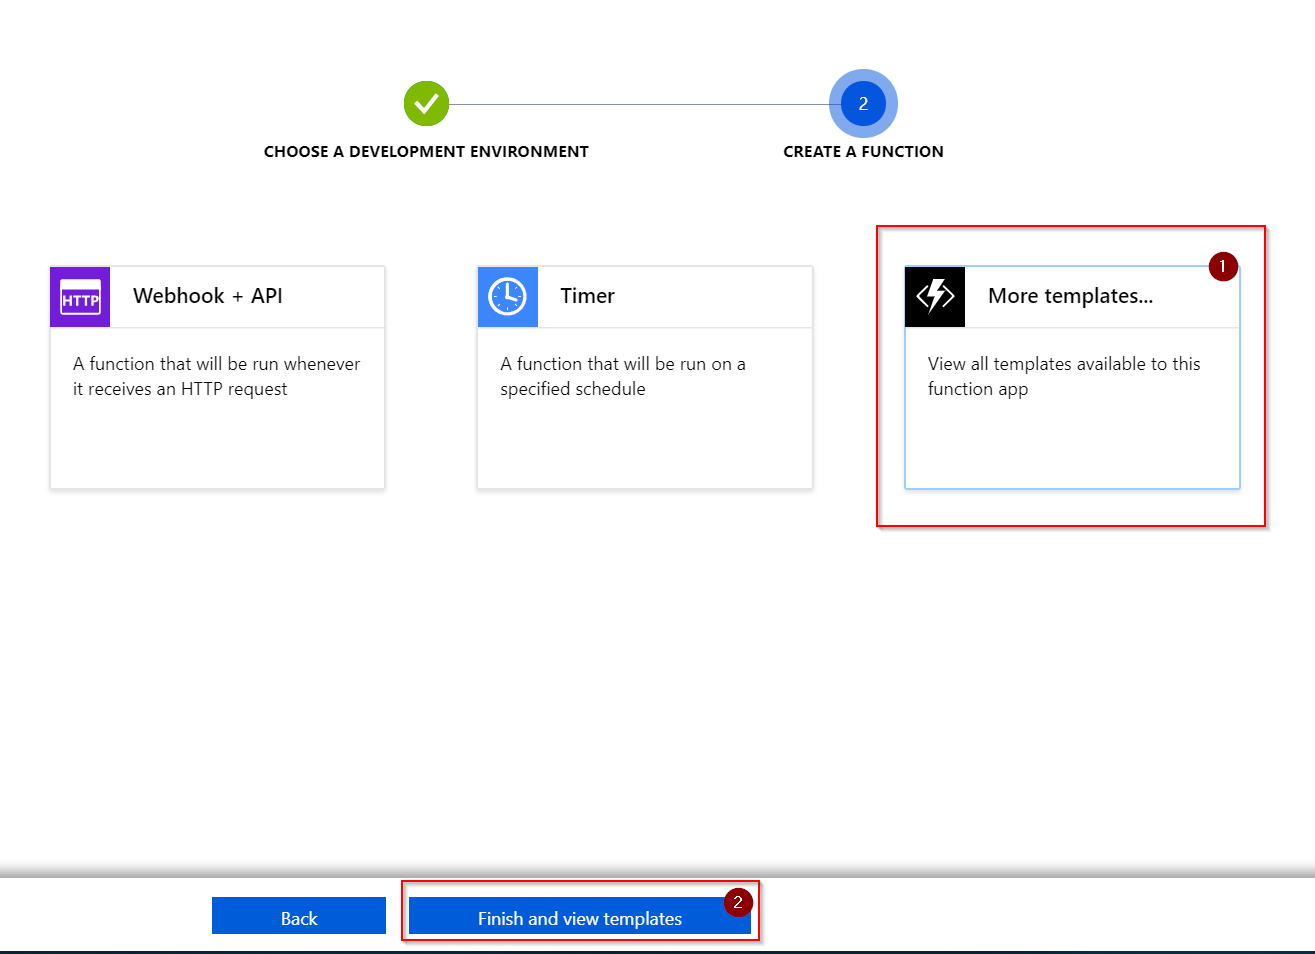 2
CHOOSE A DEVELOPMENT ENVIRONMENT
CREATE A FUNCTION
HTTP
Webhook + API
A function that will be run whenever
it receives an HTTP request
Timer
A function that will be run on a
specified schedule
1
More templates...
View all templates available to this
function app
Back
Finish and view templates
2